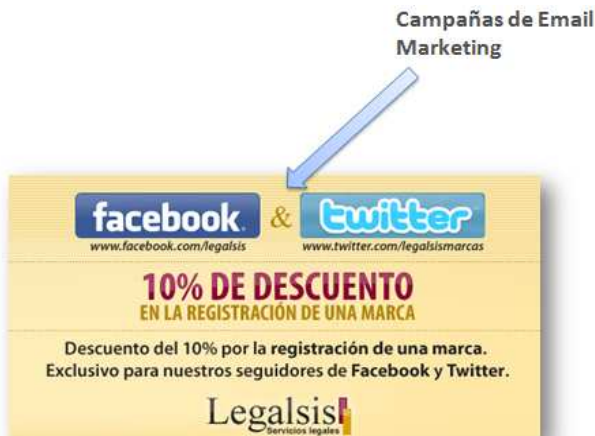 Campañas de Email
Marketing
facebook & twitter
www.facebook.com/legalsis www.twitter.com/legalsismarcas
10% DE DESCUENTO
EN LA REGISTRACIÓN DE UNA MARCA
Descuento del 10% por la registración de una marca.
Exclusivo para nuestros seguidores de Facebook y Twitter.
Legalsis
Servicios legales